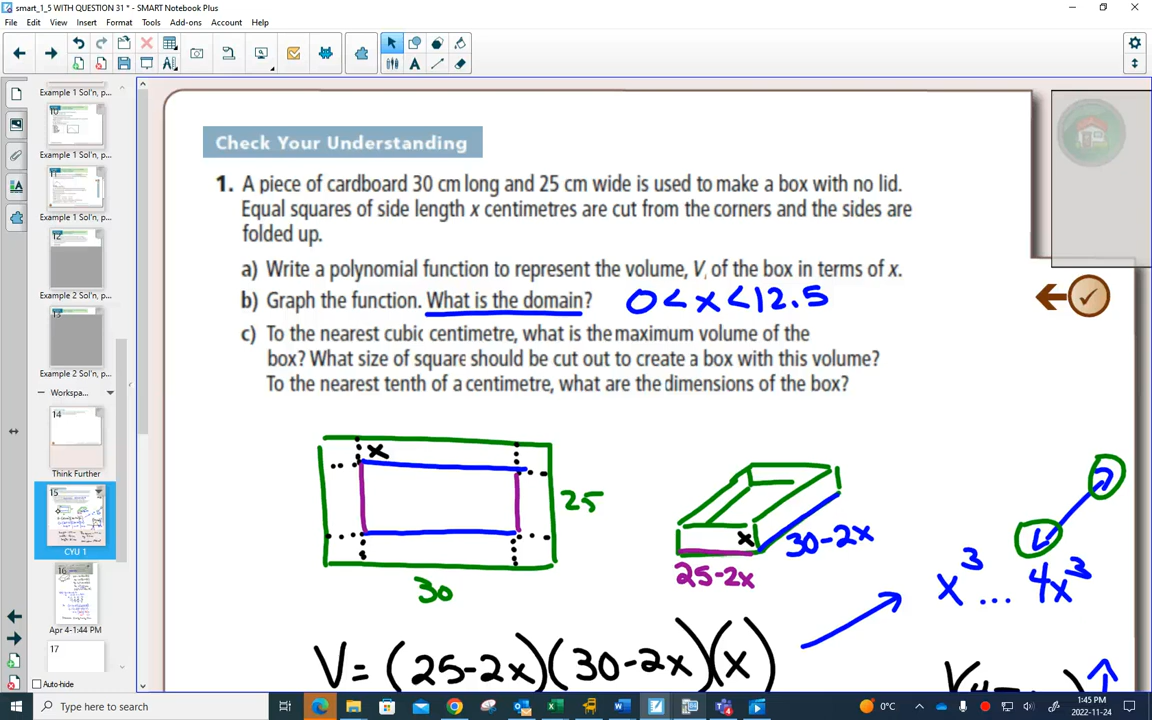 smart_1_5 WITH QUESTION 31 * - SMART Notebook Plus
File Edit View Insert Format Tools Add-ons Account Help
Example 1 Sol'n, p...
10
Example 1 Sol'n, p...
11
Example 1 Sol'n, p...
12
Example 2 Sol'n, p...
13
Example 2 Sol'n, p...
Workspa...
14
Think Further
15
CYU 1
16
Apr 4-1:44 PM
17
Auto-hide
Check Your Understanding
1. A piece of cardboard 30 cm long and 25 cm wide is used to make a box with no lid.
Equal squares of side length x centimetres are cut from the corners and the sides are
folded up.
a) Write a polynomial function to represent the volume, V, of the box in terms of x.
b) Graph the function. What is the domain? 0 < x < 12.5
c) To the nearest cubic centimetre, what is the maximum volume of the
box? What size of square should be cut out to create a box with this volume?
To the nearest tenth of a centimetre, what are the dimensions of the box?
x
25
30
x
30-2x
25-2x
x³ ... 4x³
V = (25-2x)(30-2x)(x)
Type here to search
0°C
1:45 PM
2022-11-24